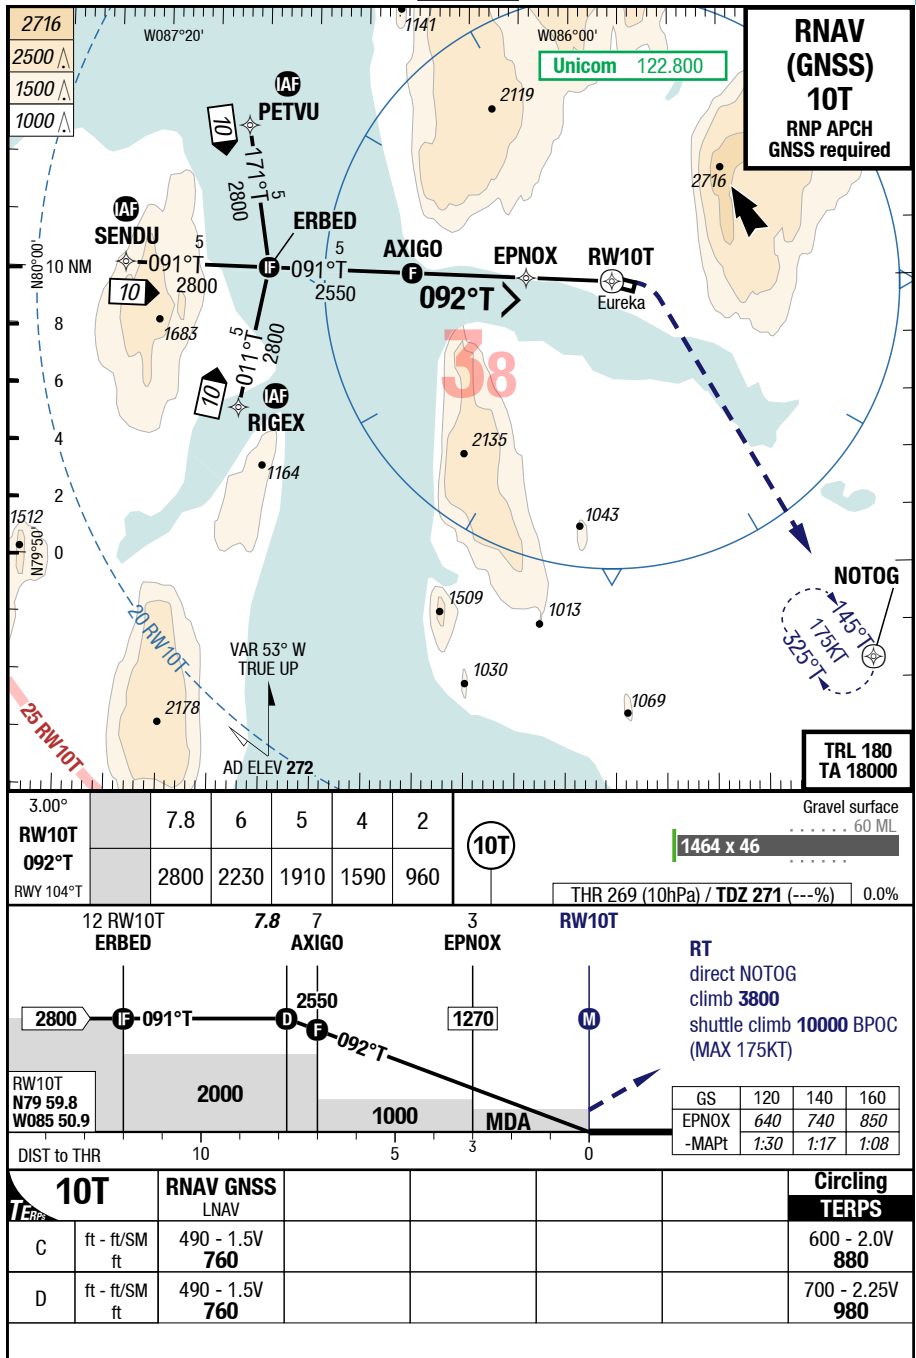 2716
2500
1500
1000
W087°20'
1141
W086°00'
Unicom 122.800
RNAV
(GNSS)
10T
RNP APCH
GNSS required
IAF
PETVU
10
171°T
5
2800
2119
2716
IAF
SENDU
5
091°T
2800
10
ERBED
IF
5
091°T
2550
AXIGO
F
092°T
EPNOX
RW10T
Eureka
N80°00'
10 NM
8
6
4
2
0
1683
011°T
5
2800
10
IAF
RIGEX
38
2135
1164
1043
1512
N79°50'
NOTOG
1509
1013
145°T
175KT
325°T
20 RW10T
VAR 53° W
TRUE UP
1030
1069
2178
25 RW10T
AD ELEV 272
TRL 180
TA 18000
3.00°
RW10T
092°T
RWY 104°T
7.8 6 5 4 2
2800 2230 1910 1590 960
10T
Gravel surface
60 ML
1464 x 46
THR 269 (10hPa) / TDZ 271 (---%) 0.0%
12 RW10T 7.8 7 3 RW10T
ERBED AXIGO EPNOX
RT
direct NOTOG
climb 3800
shuttle climb 10000 BPOC
(MAX 175KT)
2800
IF
091°T
D
2550
F
092°T
1270
M
2000
1000
MDA
RW10T
N79 59.8
W085 50.9
DIST to THR 10 5 3 0
GS 120 140 160
EPNOX 640 740 850
-MAPt 1:30 1:17 1:08
TERPS
10T
RNAV GNSS
LNAV
Circling
TERPS
C ft - ft/SM 490 - 1.5V 600 - 2.0V
ft 760 880
D ft - ft/SM 490 - 1.5V 700 - 2.25V
ft 760 980